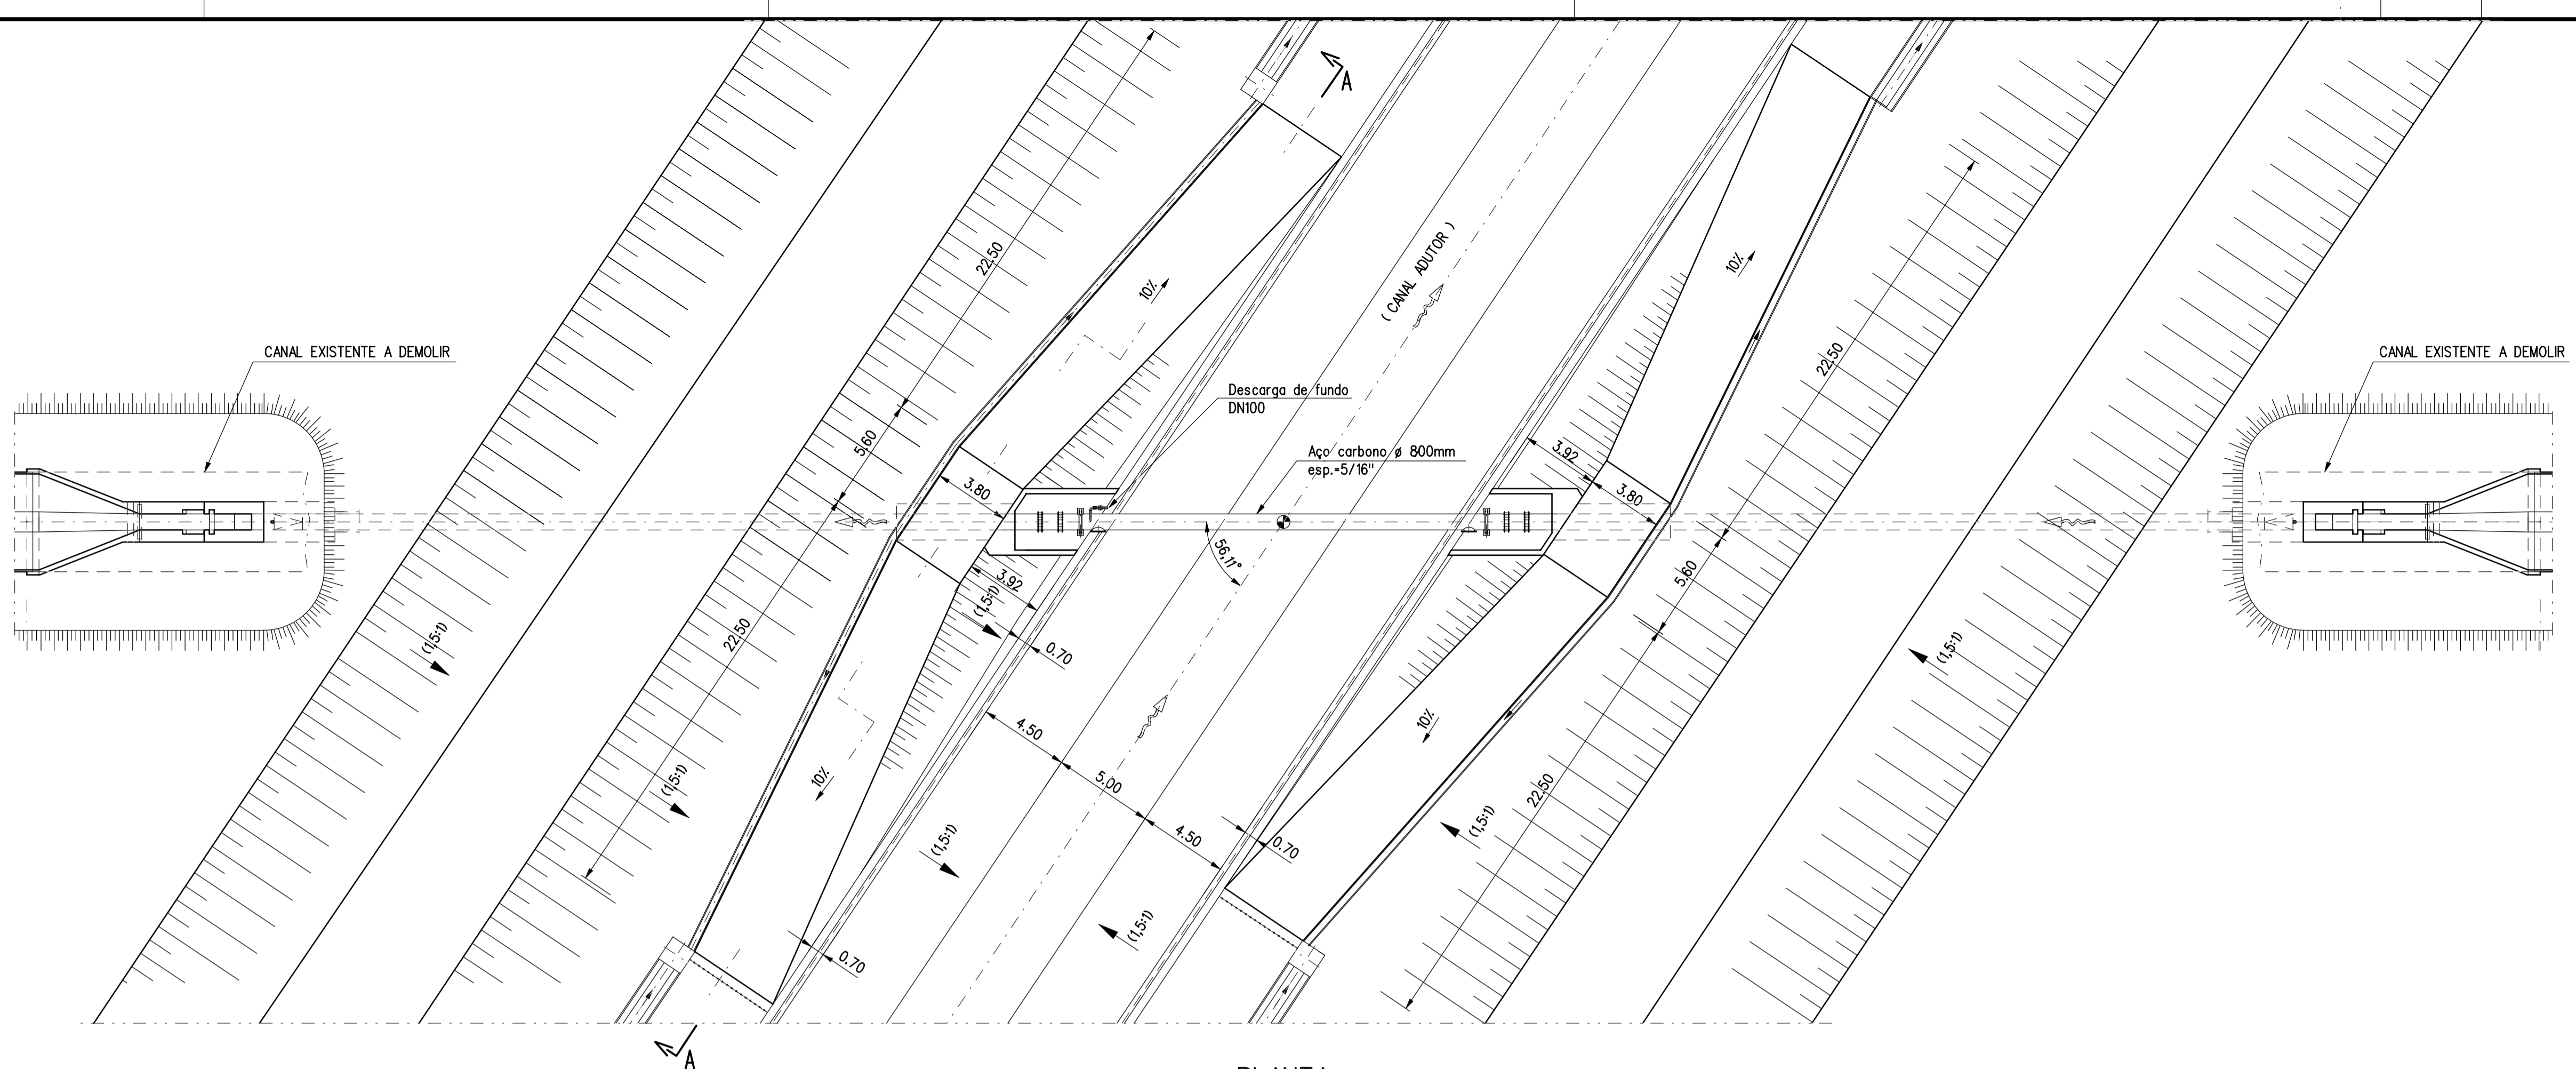 A
22.50
10%
10%
( CANAL ADUTOR )
CANAL EXISTENTE A DEMOLIR
22.50
CANAL EXISTENTE A DEMOLIR
Descarga de fundo
DN100
5.60
Aço carbono ø 800mm
esp.=5/16"
3.92
3.80
3.80
56,11°
3.92
5.60
(1,5:1)
22.50
(1,5:1)
0.70
(1,5:1)
4.50
10%
(1,5:1)
10%
5.00
22.50
(1,5:1)
4.50
0.70
(1,5:1)
(1,5:1)
0.70
A
PLANTA